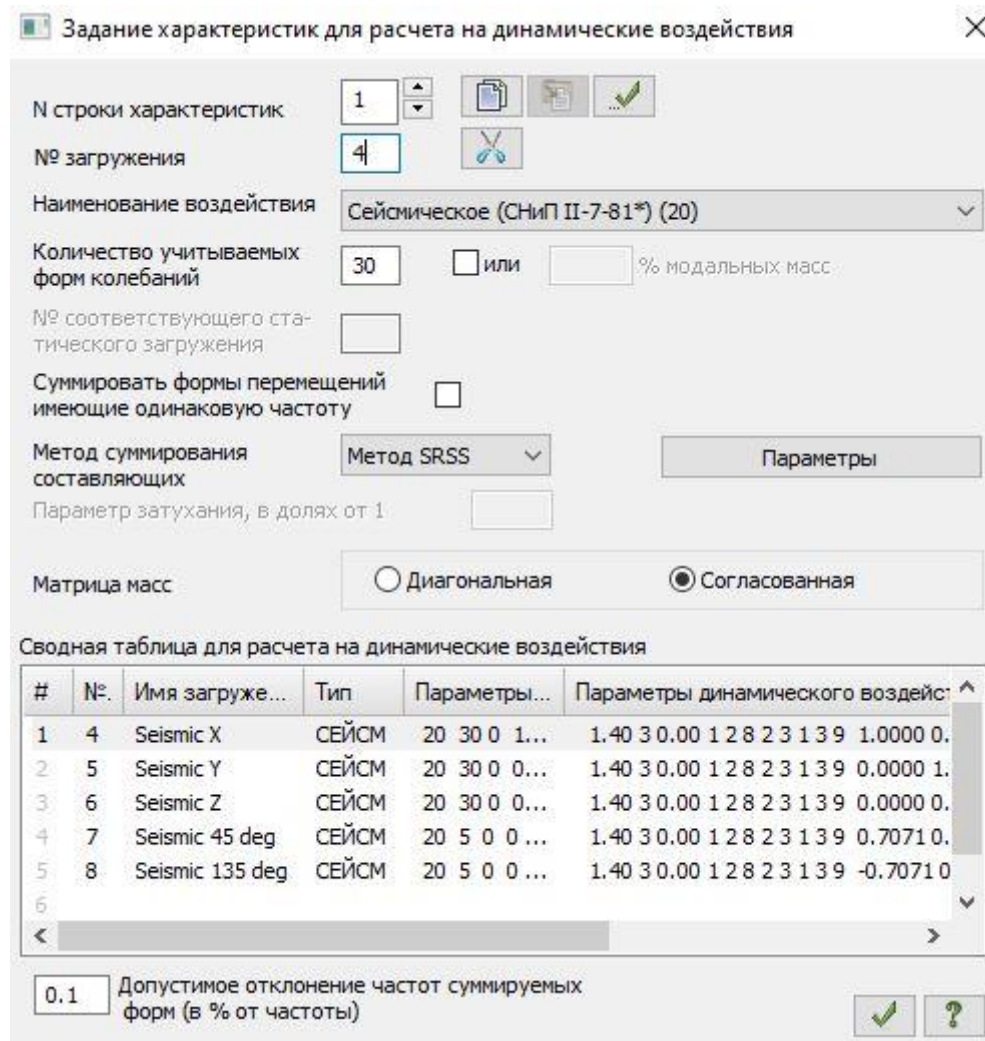 Задание характеристик для расчета на динамические воздействия
N строки характеристик 1
№ загружения 4
Наименование воздействия Сейсмическое (СНиП II-7-81*) (20)
Количество учитываемых
форм колебаний 30 или % модальных масс
№ соответствующего ста-
тического загружения
Суммировать формы перемещений
имеющие одинаковую частоту
Метод суммирования
составляющих Метод SRSS Параметры
Параметр затухания, в долях от 1
Матрица масс Диагональная Согласованная
Сводная таблица для расчета на динамические воздействия
# №. Имя загруже... Тип Параметры... Параметры динамического воздейст
1 4 Seismic X СЕЙСМ 20 30 0 1... 1.40 3 0.00 1 2 8 2 3 1 3 9 1.0000 0.
2 5 Seismic Y СЕЙСМ 20 30 0 0... 1.40 3 0.00 1 2 8 2 3 1 3 9 0.0000 1.
3 6 Seismic Z СЕЙСМ 20 30 0 0... 1.40 3 0.00 1 2 8 2 3 1 3 9 0.0000 0.
4 7 Seismic 45 deg СЕЙСМ 20 5 0 0 ... 1.40 3 0.00 1 2 8 2 3 1 3 9 0.7071 0.
5 8 Seismic 135 deg СЕЙСМ 20 5 0 0 ... 1.40 3 0.00 1 2 8 2 3 1 3 9 -0.7071 0
6
0.1 Допустимое отклонение частот суммируемых
форм (в % от частоты)